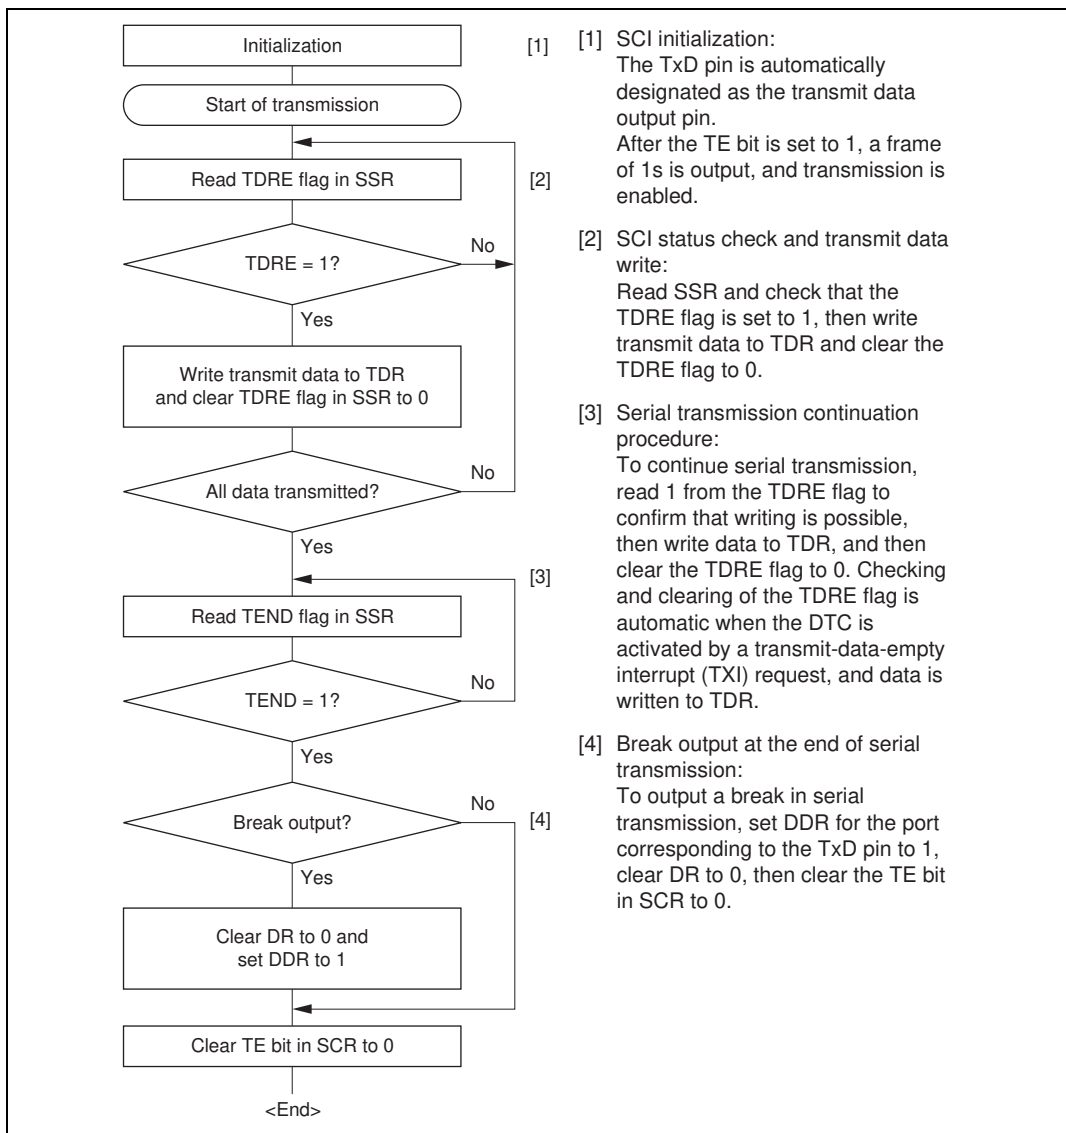 Initialization
[1]
Start of transmission
Read TDRE flag in SSR
[2]
No
TDRE = 1?
Yes
Write transmit data to TDR
and clear TDRE flag in SSR to 0
No
All data transmitted?
Yes
[3]
Read TEND flag in SSR
No
TEND = 1?
Yes
No
Break output?
[4]
Yes
Clear DR to 0 and
set DDR to 1
Clear TE bit in SCR to 0
<End>
[1] SCI initialization:
The TxD pin is automatically
designated as the transmit data
output pin.
After the TE bit is set to 1, a frame
of 1s is output, and transmission is
enabled.
[2] SCI status check and transmit data
write:
Read SSR and check that the
TDRE flag is set to 1, then write
transmit data to TDR and clear the
TDRE flag to 0.
[3] Serial transmission continuation
procedure:
To continue serial transmission,
read 1 from the TDRE flag to
confirm that writing is possible,
then write data to TDR, and then
clear the TDRE flag to 0. Checking
and clearing of the TDRE flag is
automatic when the DTC is
activated by a transmit-data-empty
interrupt (TXI) request, and data is
written to TDR.
[4] Break output at the end of serial
transmission:
To output a break in serial
transmission, set DDR for the port
corresponding to the TxD pin to 1,
clear DR to 0, then clear the TE bit
in SCR to 0.